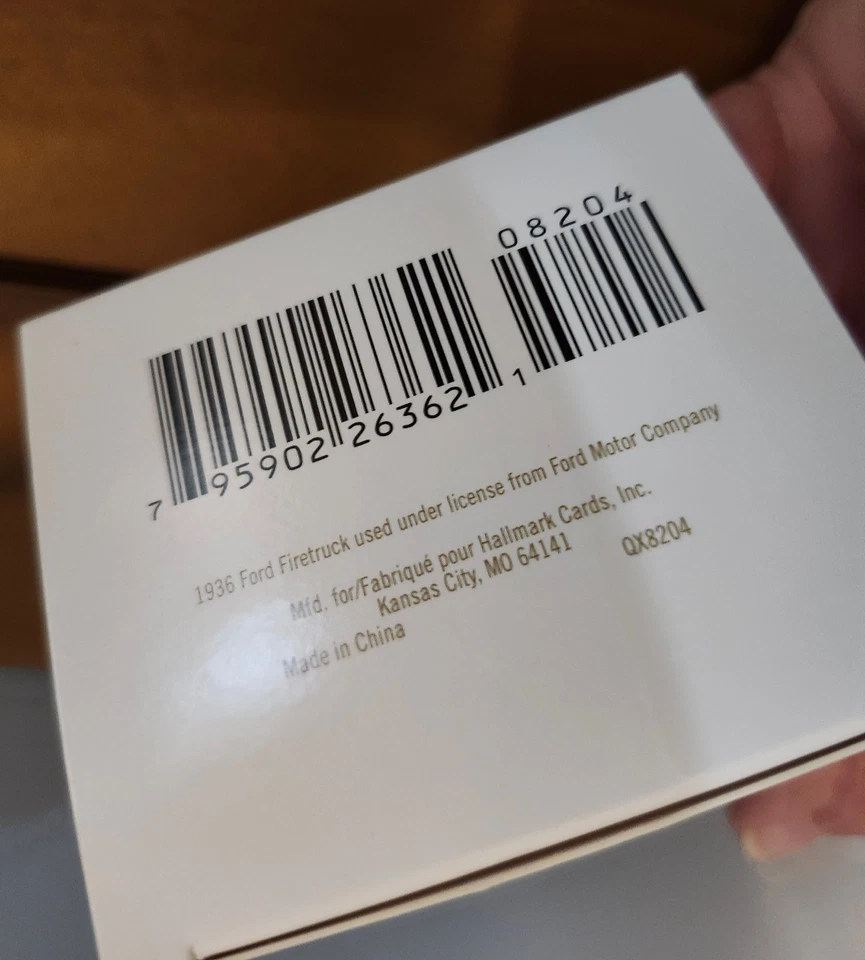 08204
7 95902 26362 1
1936 Ford Firetruck used under license from Ford Motor Company
Mfd. for/Fabriqué pour Hallmark Cards, Inc.
Kansas City, MO 64141
QX8204
Made in China